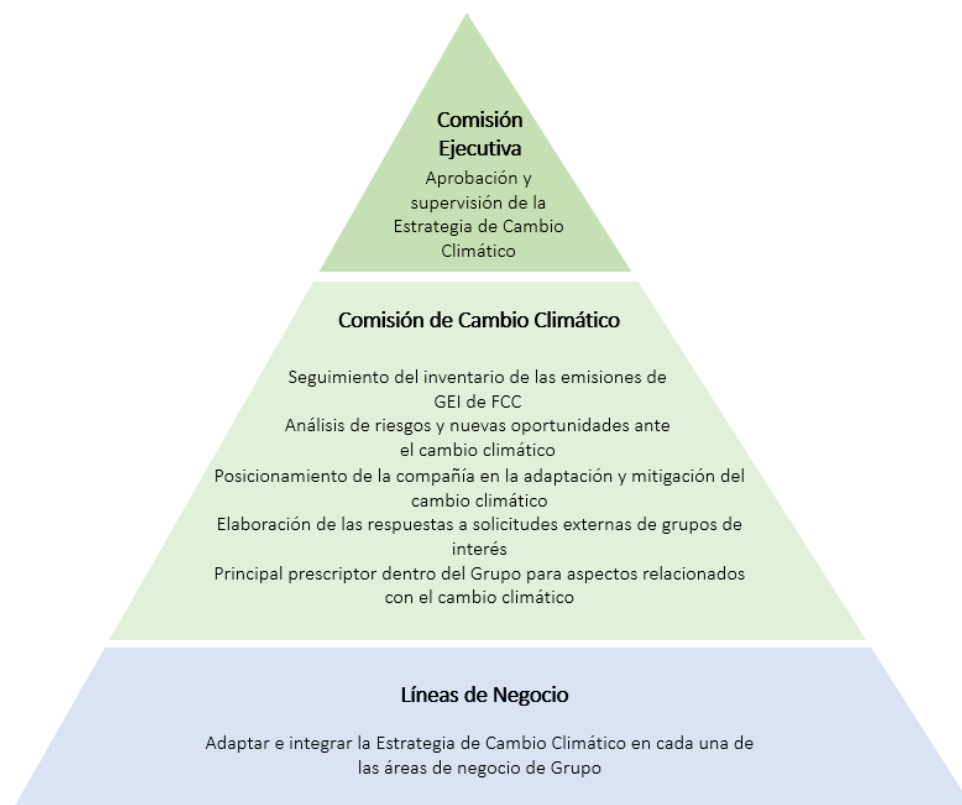 Comisión
Ejecutiva
Aprobación y
supervisión de la
Estrategia de Cambio
Climático
Comisión de Cambio Climático
Seguimiento del inventario de las emisiones de
GEI de FCC
Análisis de riesgos y nuevas oportunidades ante
el cambio climático
Posicionamiento de la compañía en la adaptación y mitigación del
cambio climático
Elaboración de las respuestas a solicitudes externas de grupos de
interés
Principal prescriptor dentro del Grupo para aspectos relacionados
con el cambio climático
Líneas de Negocio
Adaptar e integrar la Estrategia de Cambio Climático en cada una de
las áreas de negocio de Grupo